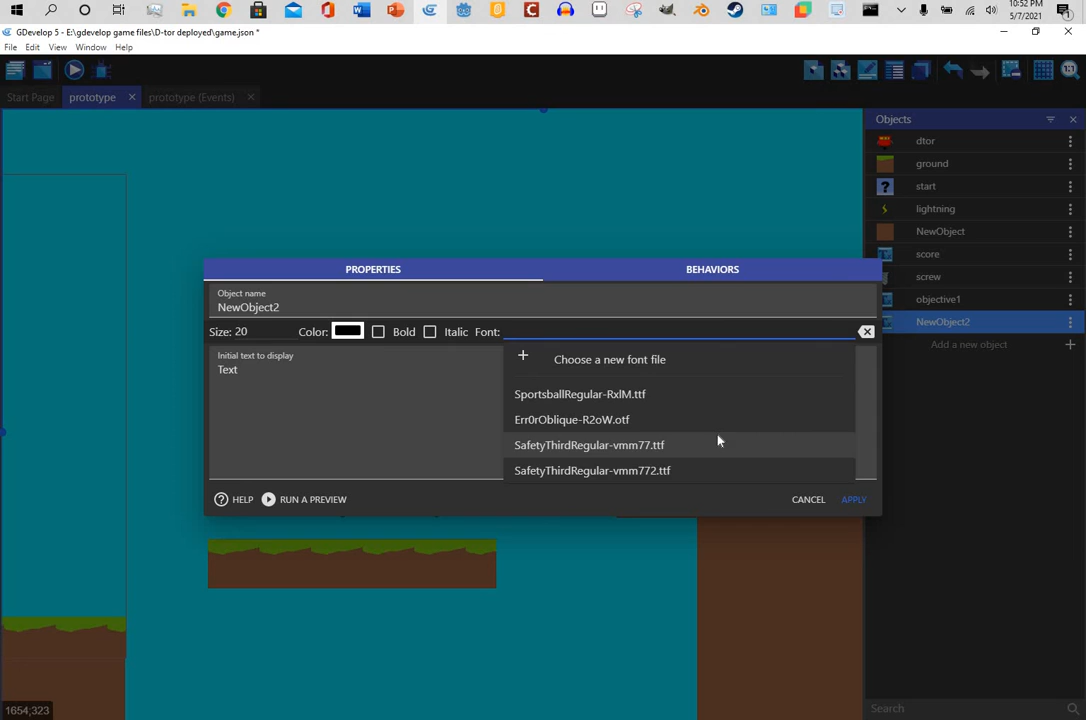 10:52 PM
5/7/2021
GDevelop 5 - E:\gdevelop game files\D-tor deployed\game.json *
File Edit View Window Help
1:1
Start Page
prototype
prototype (Events)
Objects
dtor
ground
start
lightning
NewObject
score
screw
objective1
NewObject2
Add a new object
PROPERTIES
BEHAVIORS
Object name
NewObject2
Size: 20 Color: Bold Italic Font:
Initial text to display
Text
Choose a new font file
SportsballRegular-RxlM.ttf
Err0rOblique-R2oW.otf
SafetyThirdRegular-vmm77.ttf
SafetyThirdRegular-vmm772.ttf
HELP
RUN A PREVIEW
CANCEL
APPLY
1654;323
Search